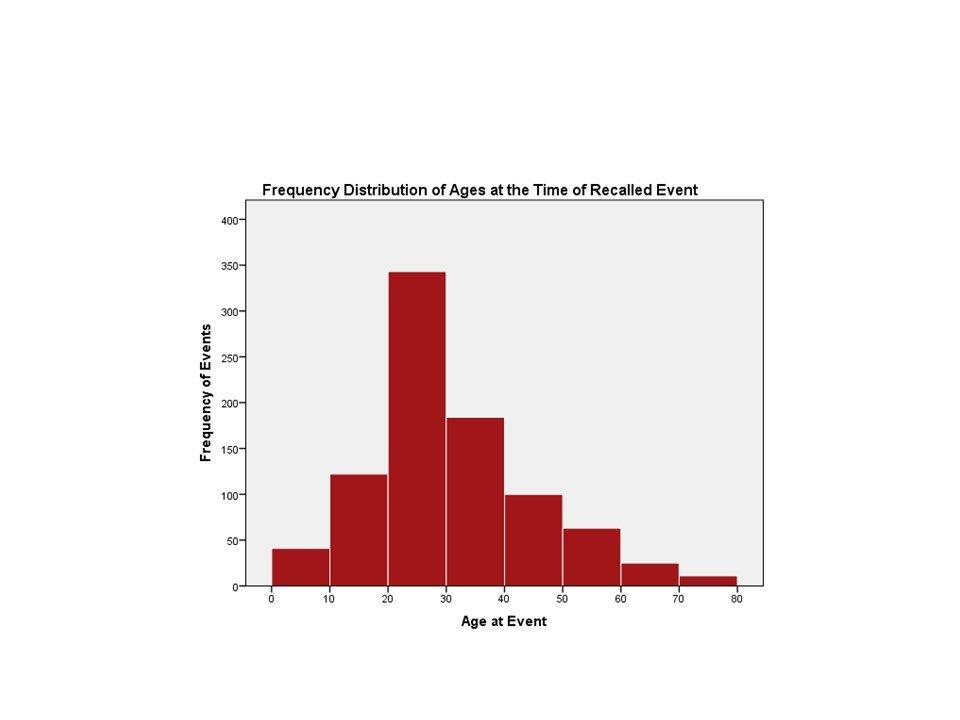 Frequency Distribution of Ages at the Time of Recalled Event
400
350
300
250
200
150
100
50
0
Frequency of Events
0 10 20 30 40 50 60 70 80
Age at Event